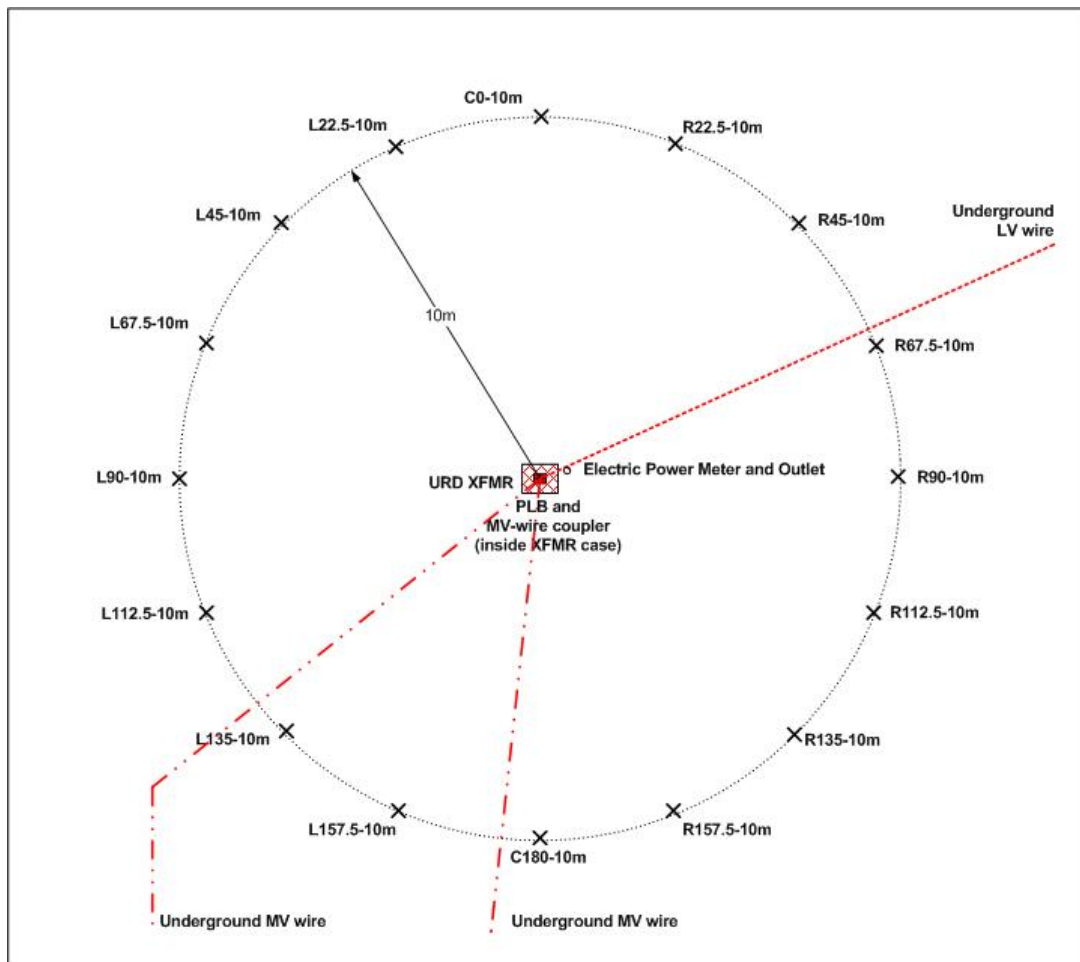 C0-10m
L22.5-10m
R22.5-10m
L45-10m
R45-10m
Underground
LV wire
10m
L67.5-10m
R67.5-10m
L90-10m
URD XFMR
Electric Power Meter and Outlet
R90-10m
PLB and
MV-wire coupler
(inside XFMR case)
L112.5-10m
R112.5-10m
L135-10m
R135-10m
L157.5-10m
R157.5-10m
C180-10m
Underground MV wire
Underground MV wire